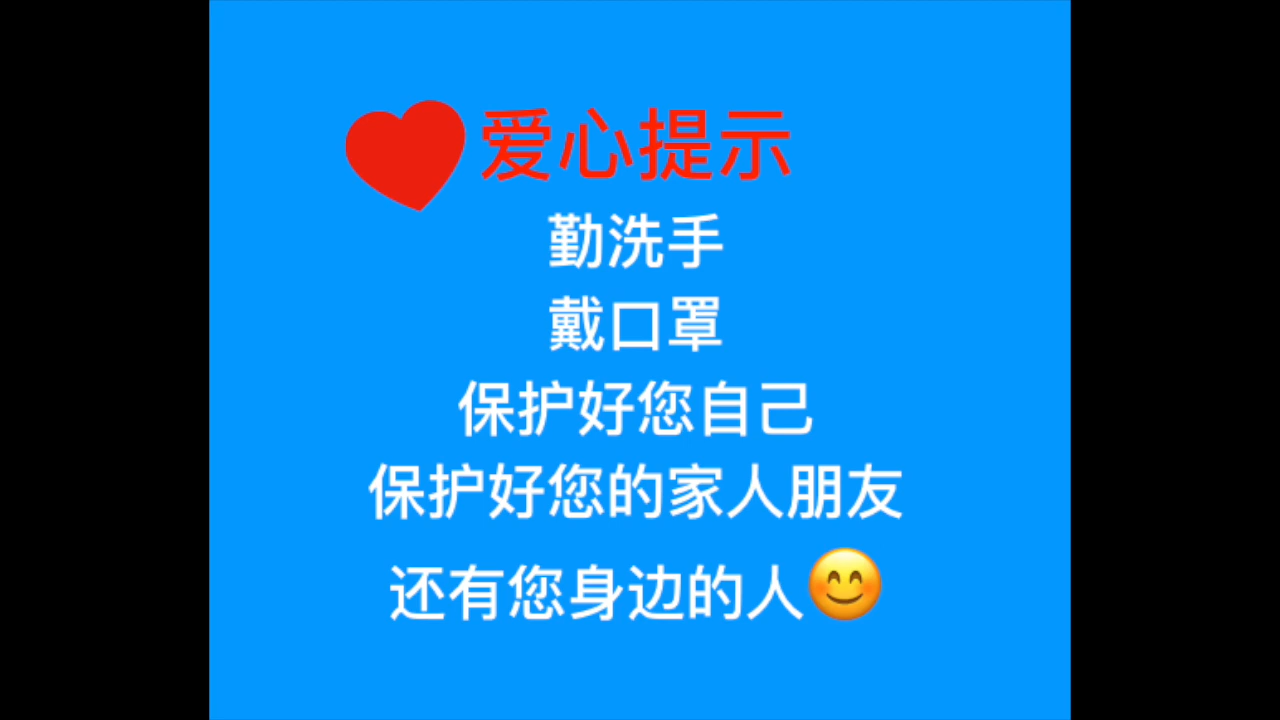 ❤️爱心提示
勤洗手
戴口罩
保护好您自己
保护好您的家人朋友
还有您身边的人😊